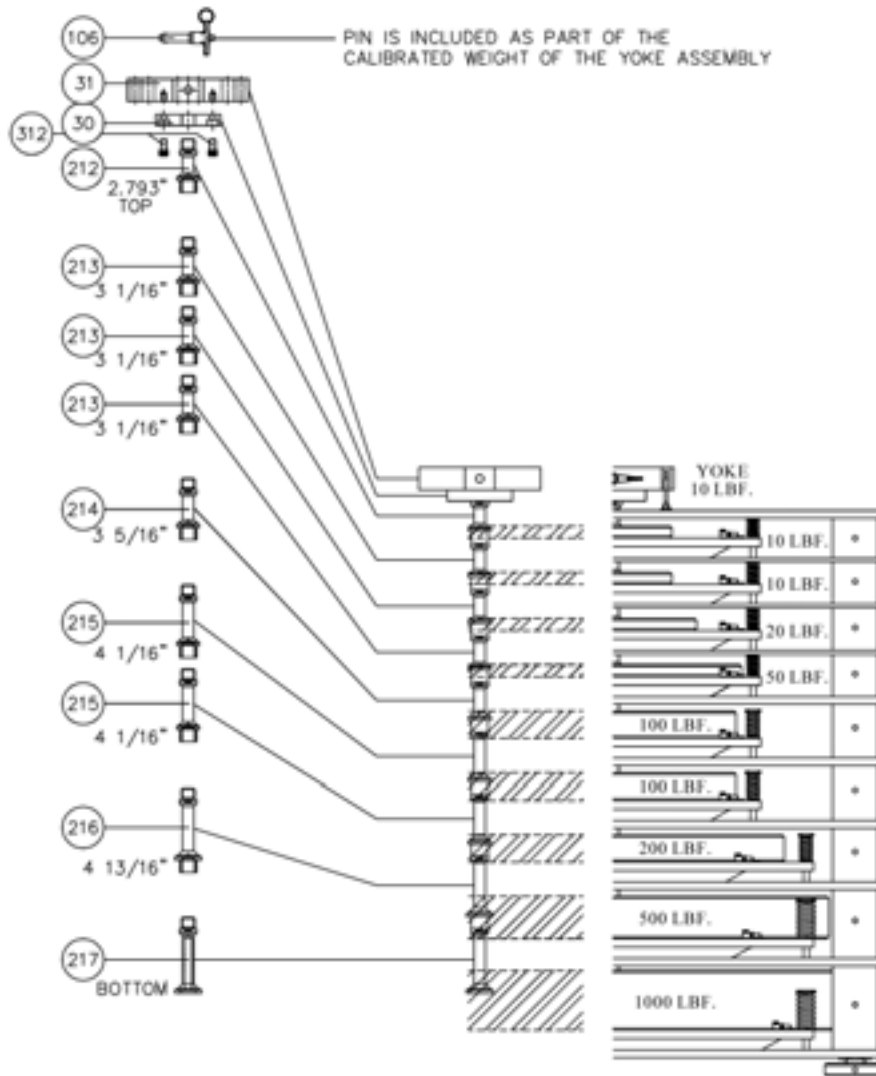 106
PIN IS INCLUDED AS PART OF THE
CALIBRATED WEIGHT OF THE YOKE ASSEMBLY
31
30
312
212
2.793"
TOP
213
3 1/16"
213
3 1/16"
213
3 1/16"
214
3 5/16"
215
4 1/16"
215
4 1/16"
216
4 13/16"
217
BOTTOM
YOKE
10 LBF.
10 LBF.
10 LBF.
20 LBF.
50 LBF.
100 LBF.
100 LBF.
200 LBF.
500 LBF.
1000 LBF.